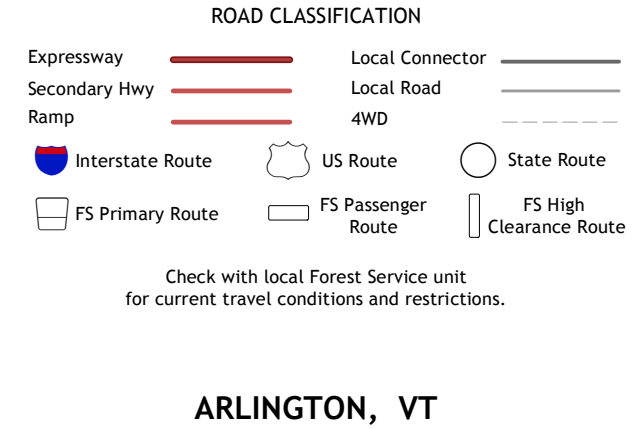 ROAD CLASSIFICATION
Expressway
Local Connector
Secondary Hwy
Local Road
Ramp
4WD
Interstate Route
US Route
State Route
FS Primary Route
FS Passenger
Route
FS High
Clearance Route
Check with local Forest Service unit
for current travel conditions and restrictions.
ARLINGTON, VT